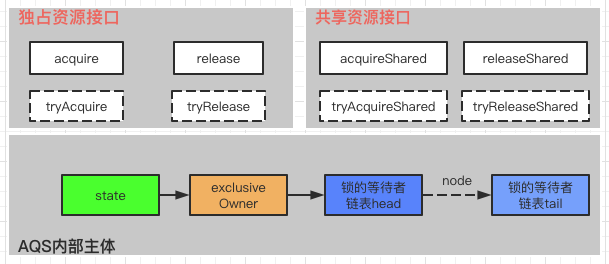 独占资源接口
acquire
release
tryAcquire
tryRelease
共享资源接口
acquireShared
releaseShared
tryAcquireShared
tryReleaseShared
state
exclusive
Owner
锁的等待者
链表head
node
锁的等待者
链表tail
AQS内部主体